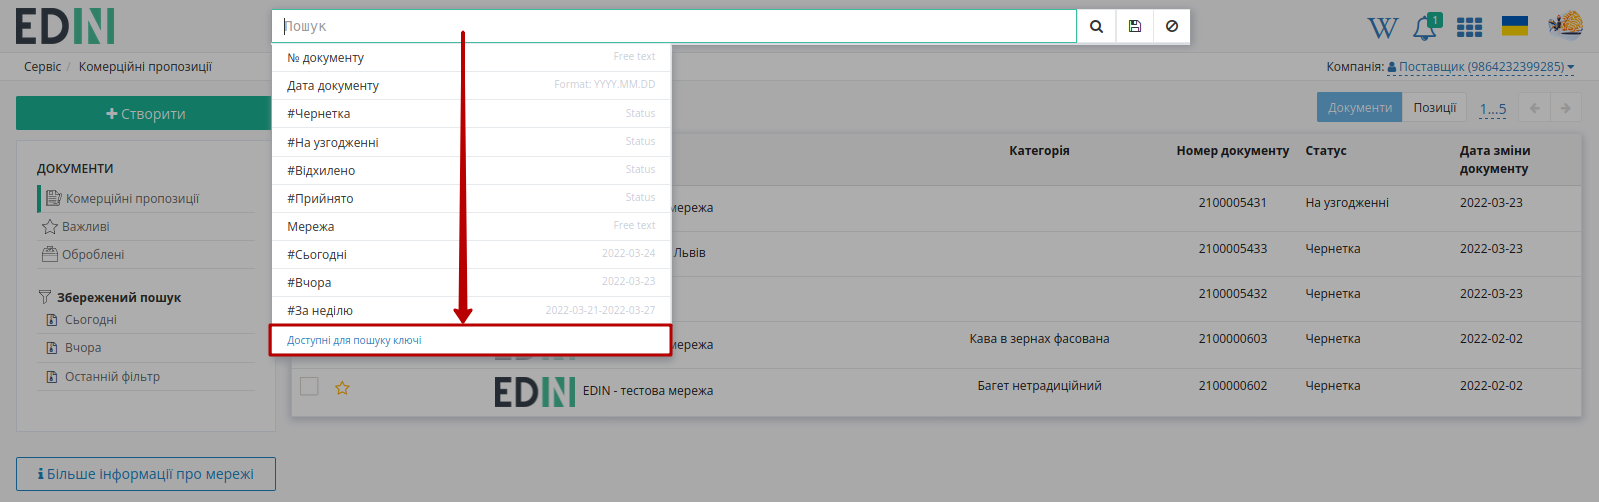 EDIN
Пошук
1
Сервіс / Комерційні пропозиції
Компанія: Поставщик (9864232399285)
Створити
Документи
Позиції
1...5
№ документу Free text
Дата документу Format: YYYY.MM.DD
#Чернетка Status
#На узгодженні Status
#Відхилено Status
#Прийнято Status
Мережа Free text
#Сьогодні 2022-03-24
#Вчора 2022-03-23
#За неділю 2022-03-21-2022-03-27
Доступні для пошуку ключі
ДОКУМЕНТИ
Комерційні пропозиції
Важливі
Оброблені
Збережений пошук
Сьогодні
Вчора
Останній фільтр
Більше інформації про мережі
Категорія Номер документу Статус Дата зміни
документу
мережа 2100005431 На узгодженні 2022-03-23
Львів 2100005433 Чернетка 2022-03-23
2100005432 Чернетка 2022-03-23
мережа Кава в зернах фасована 2100000603 Чернетка 2022-02-02
EDIN EDIN - тестова мережа Багет нетрадиційний 2100000602 Чернетка 2022-02-02